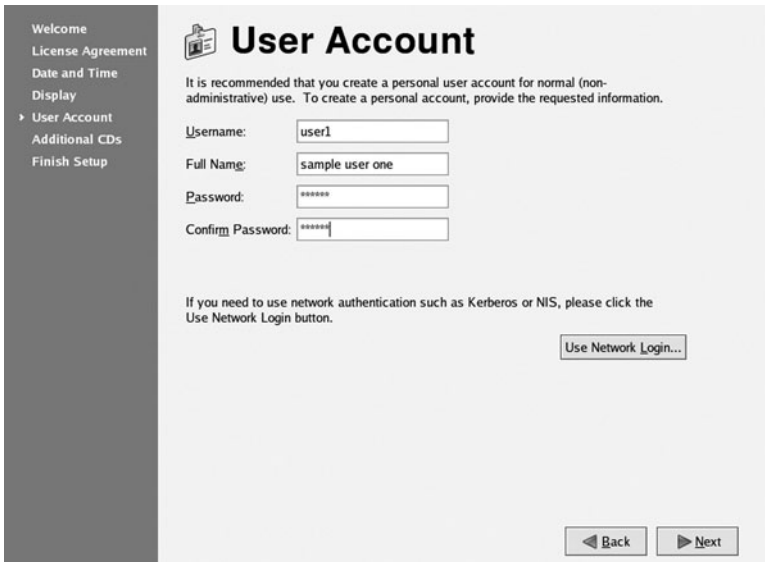 Welcome
License Agreement
Date and Time
Display
User Account
Additional CDs
Finish Setup
User Account
It is recommended that you create a personal user account for normal (non-
administrative) use. To create a personal account, provide the requested information.
Username: user1
Full Name: sample user one
Password: ******
Confirm Password: ******
If you need to use network authentication such as Kerberos or NIS, please click the
Use Network Login button.
Use Network Login...
Back Next